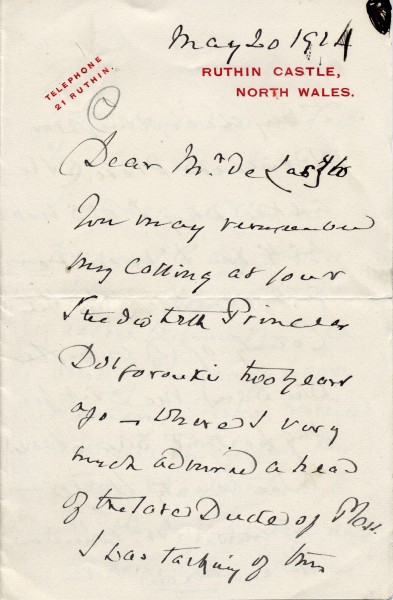 May 20 1914
TELEPHONE
21 RUTHIN.
RUTHIN CASTLE,
NORTH WALES.
Dear Mr. de Laszlo
You may remember
my calling at your
Studio with Princess
Dolgorouki two years
ago – where I very
much admired a head
of the late Duke of
I was talking of this